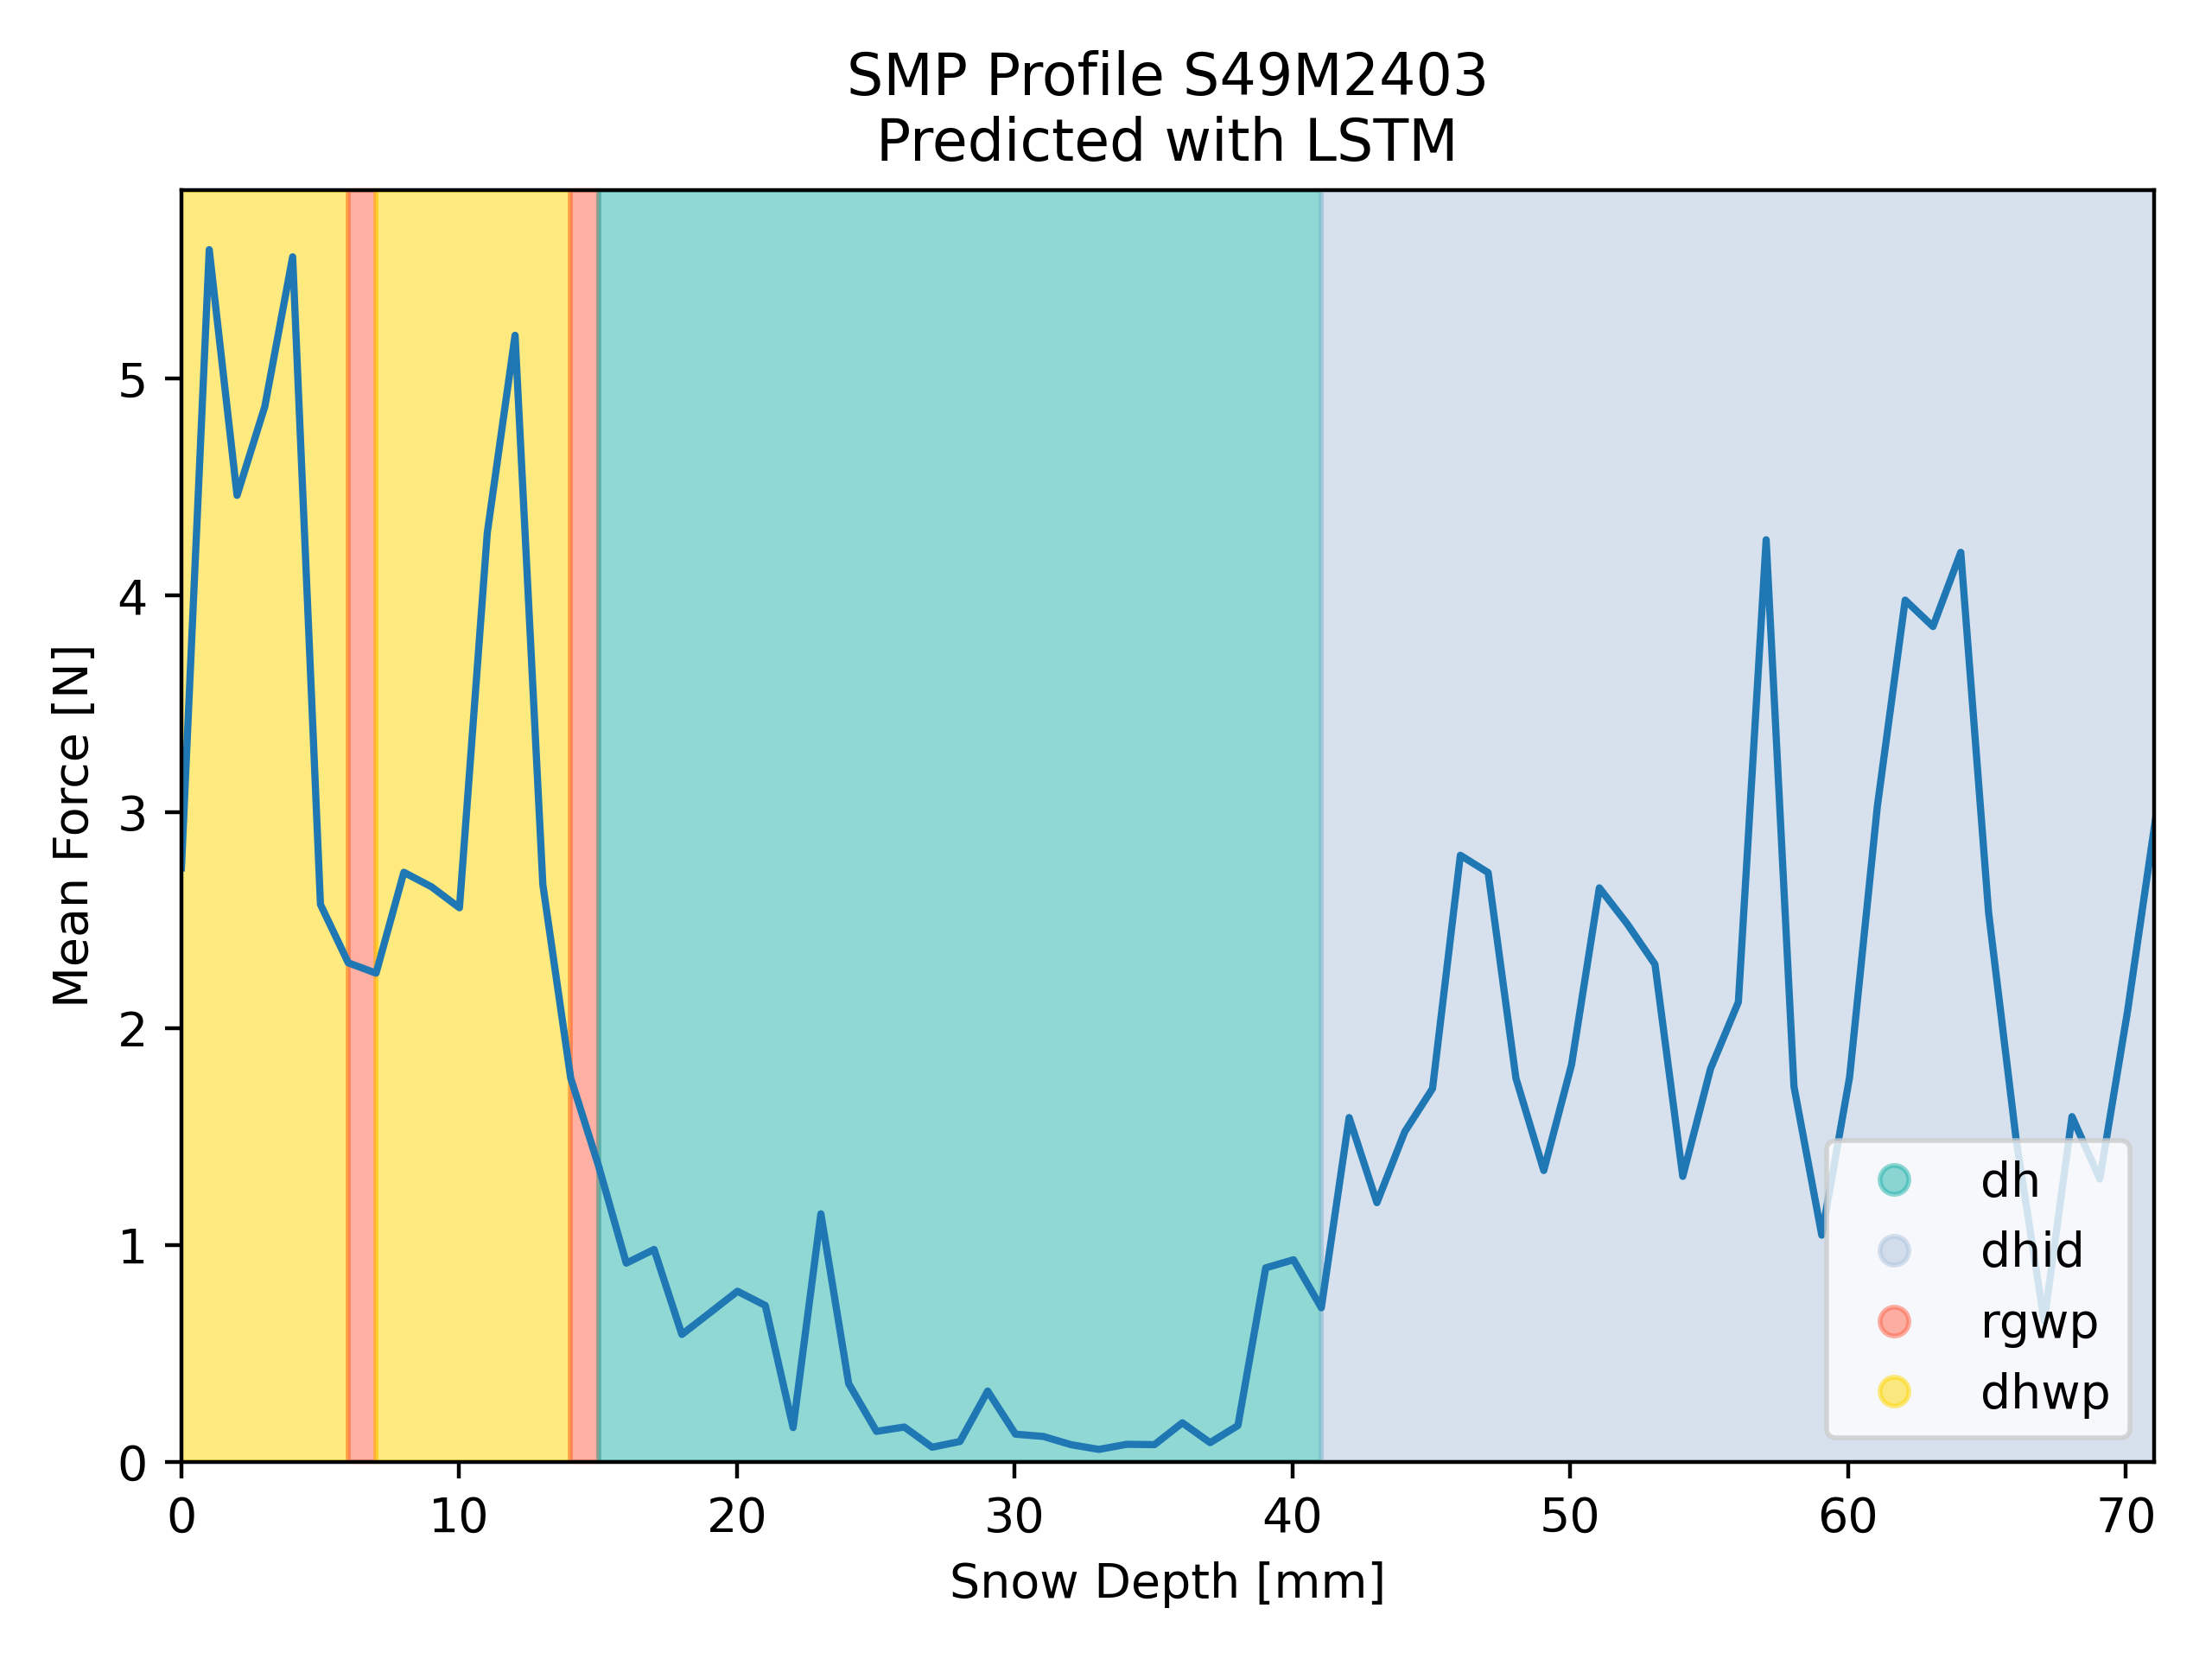 SMP Profile S49M2403
Predicted with LSTM
Mean Force [N]
5
4
3
2
1
0
dh
dhid
rgwp
dhwp
0 10 20 30 40 50 60 70
Snow Depth [mm]